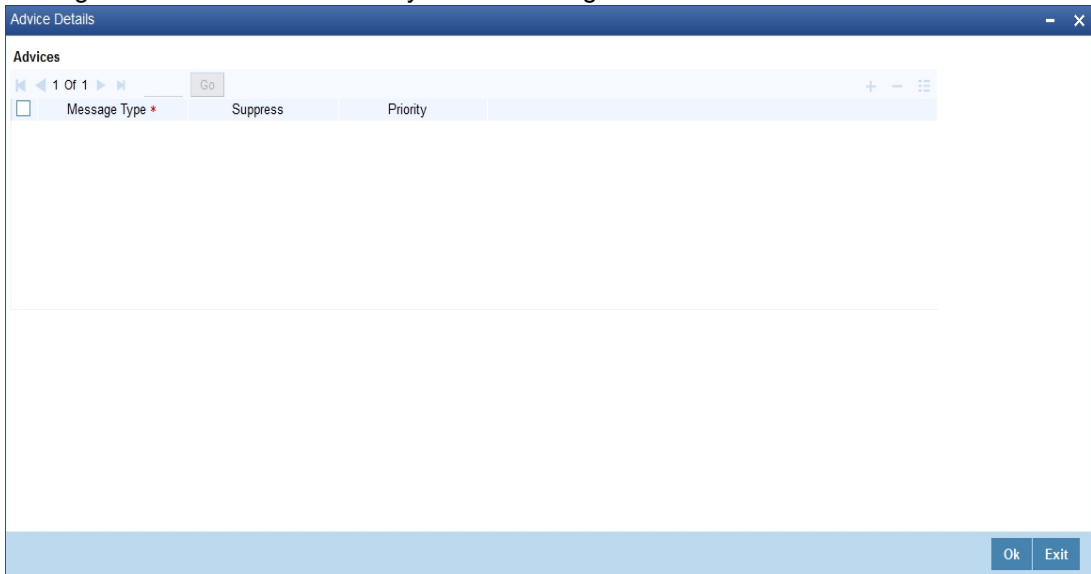 Advice Details
Advices
1 Of 1 Go
Message Type * Suppress Priority
Ok Exit